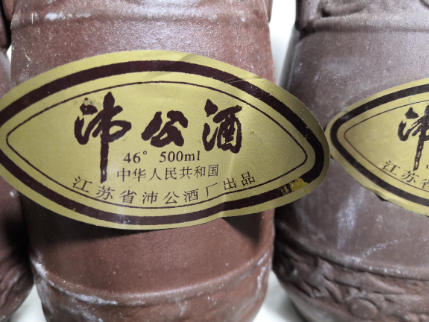 沛公酒
46° 500ml
中华人民共和国
江苏省沛公酒厂出品
沛